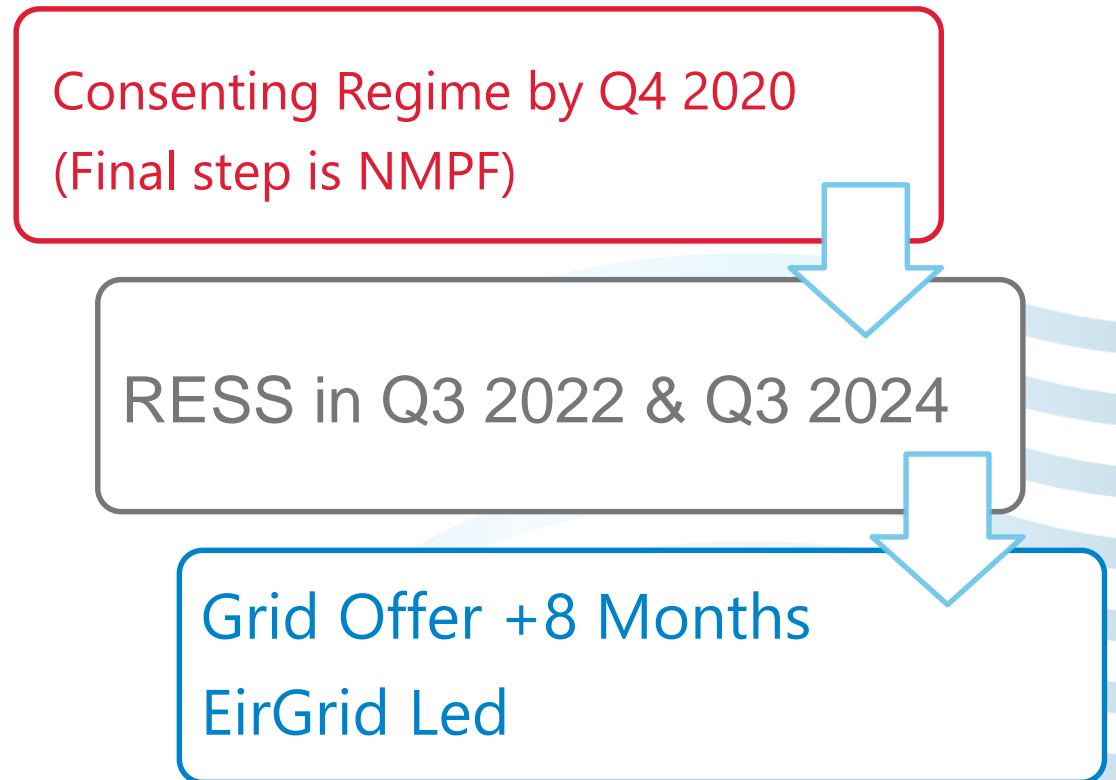 Consenting Regime by Q4 2020
(Final step is NMPF)
RESS in Q3 2022 & Q3 2024
Grid Offer +8 Months
EirGrid Led